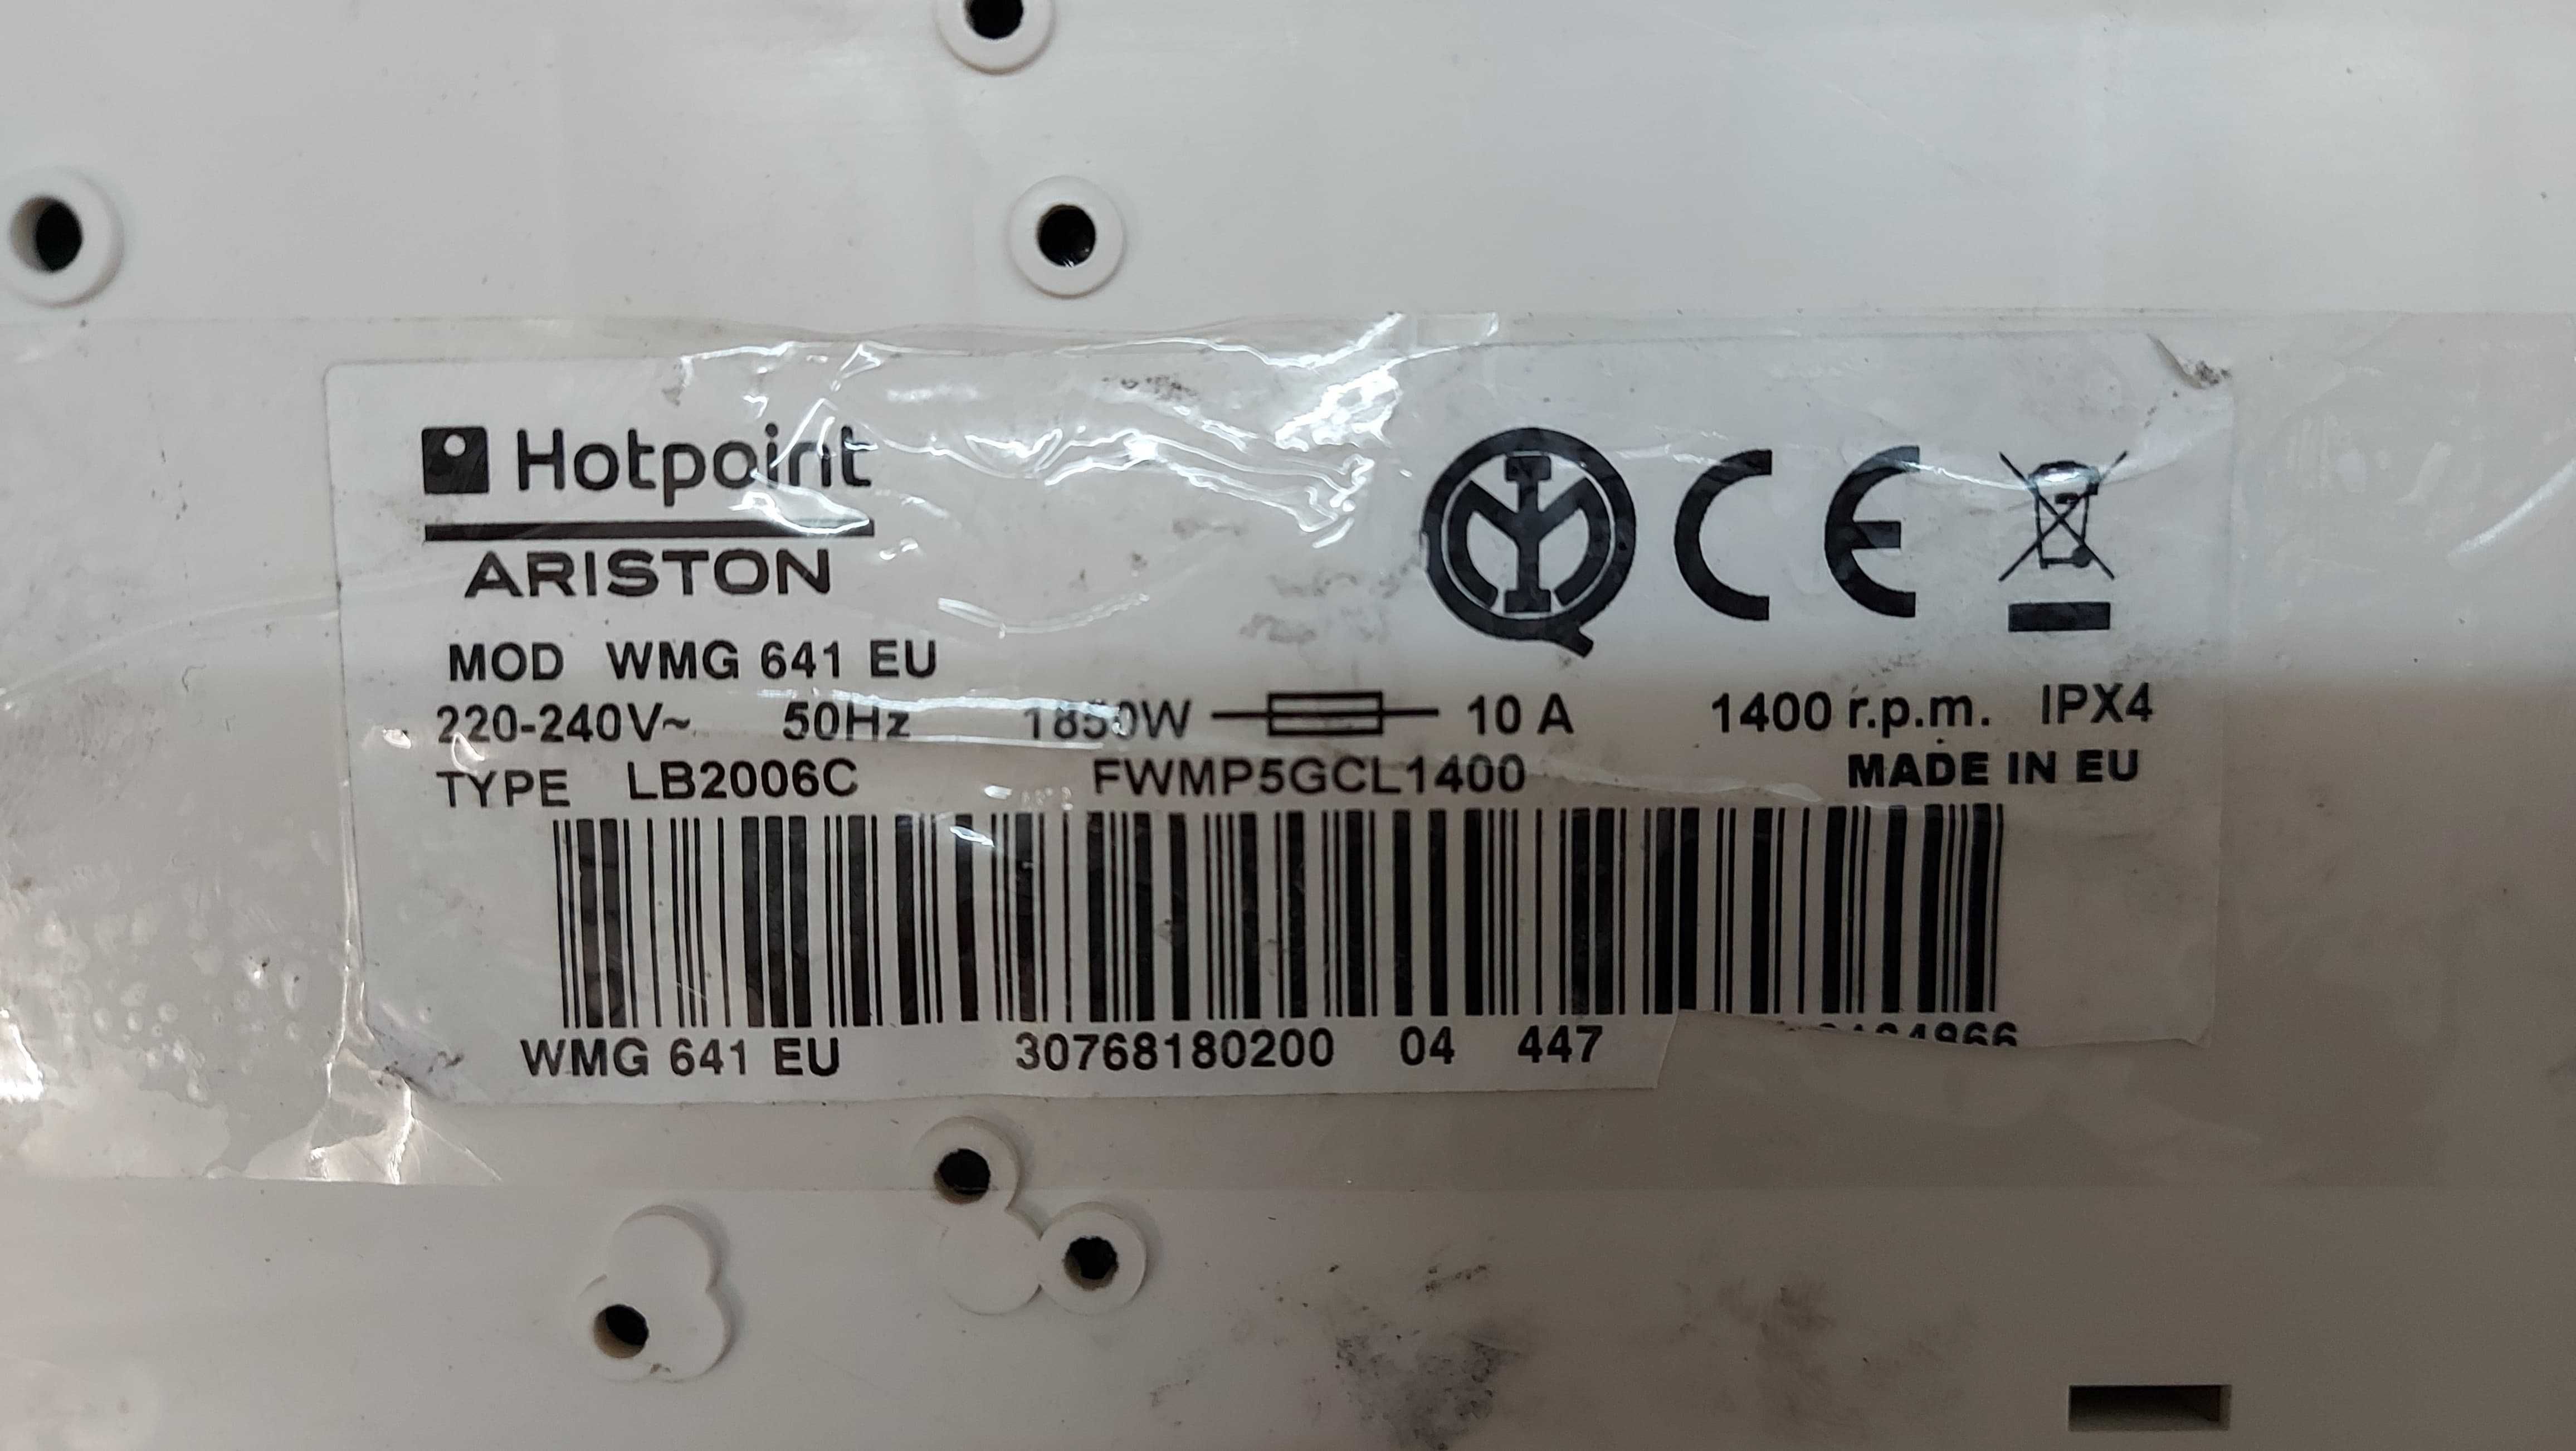 Hotpoint
ARISTON
MOD WMG 641 EU
220-240V~ 50Hz 1850W 10 A 1400 r.p.m. IPX4
TYPE LB2006C FWMP5GCL1400 MADE IN EU
WMG 641 EU 30768180200 04 447